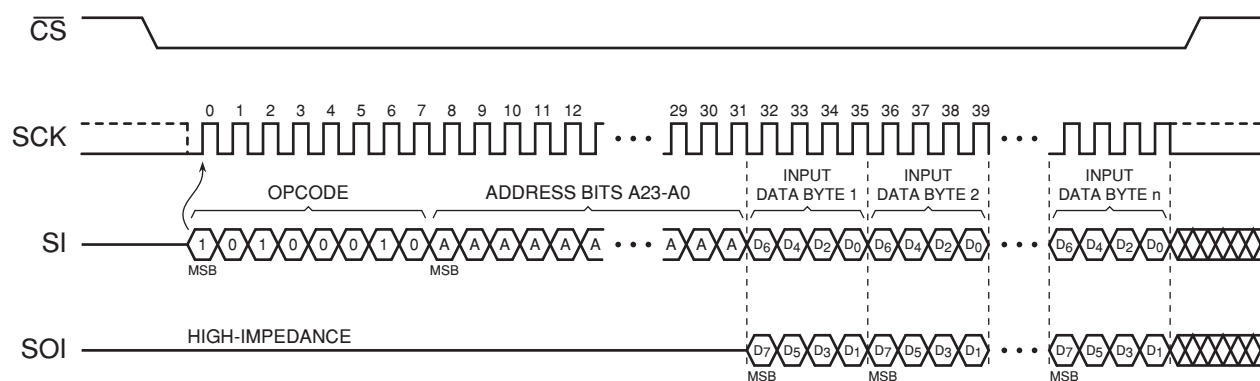 CS
0 1 2 3 4 5 6 7 8 9 10 11 12 29 30 31 32 33 34 35 36 37 38 39
SCK
OPCODE ADDRESS BITS A23-A0 INPUT DATA BYTE 1 INPUT DATA BYTE 2 INPUT DATA BYTE n
SI 1 0 1 0 0 0 1 0 A A A A A A A A A D6 D4 D2 D0 D6 D4 D2 D0 D6 D4 D2 D0
MSB MSB
HIGH-IMPEDANCE
SOI D7 D5 D3 D1 D7 D5 D3 D1 D7 D5 D3 D1
MSB MSB MSB